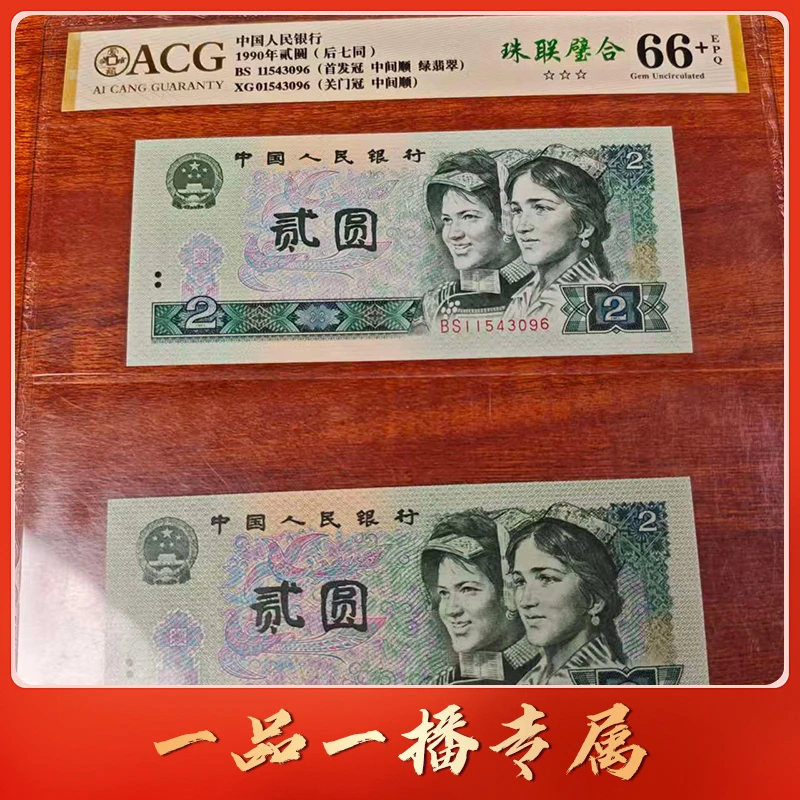 ACG
AI CANG GUARANTY
中国人民银行
1990年贰圆（后七同）
BS 11543096（首发冠 中间顺 绿翡翠）
XG 01543096（关门冠 中间顺）
珠联璧合
☆☆☆
66+
EPQ
Gem Uncirculated
中国人民银行
2
贰圆
2
BS11543096
2
中国人民银行
2
贰圆
一品一播专属